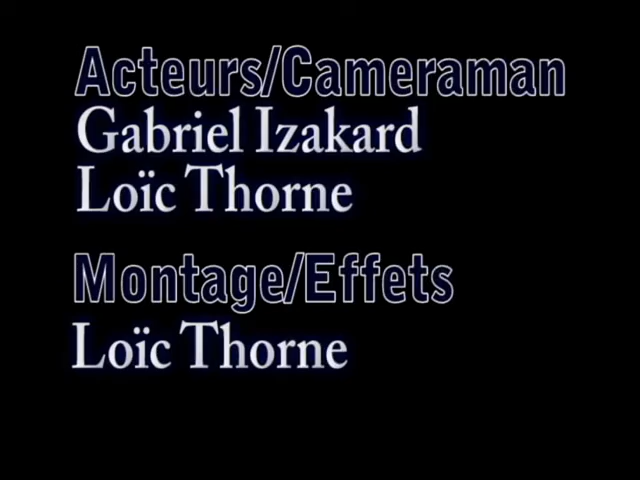 Acteurs/Cameraman
Gabriel Izakard
Loïc Thorne
Montage/Effets
Loïc Thorne